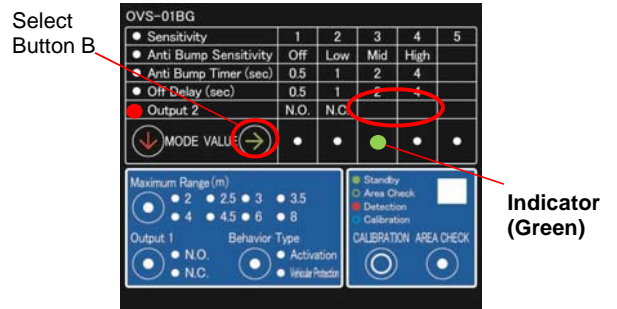 OVS-01BG
Select
Button B
Sensitivity 1 2 3 4 5
Anti Bump Sensitivity Off Low Mid High
Anti Bump Timer (sec) 0.5 1 2 4
Off Delay (sec) 0.5 1 2 4
Output 2 N.O. N.C.
MODE VALUE
Maximum Range(m)
2 2.5 3 3.5
4 4.5 6 8
Output 1 Behavior Type
N.O. Activation
N.C. Vehicular Protection
Standby
Area Check
Detection
Calibration
CALIBRATION AREA CHECK
Indicator
(Green)